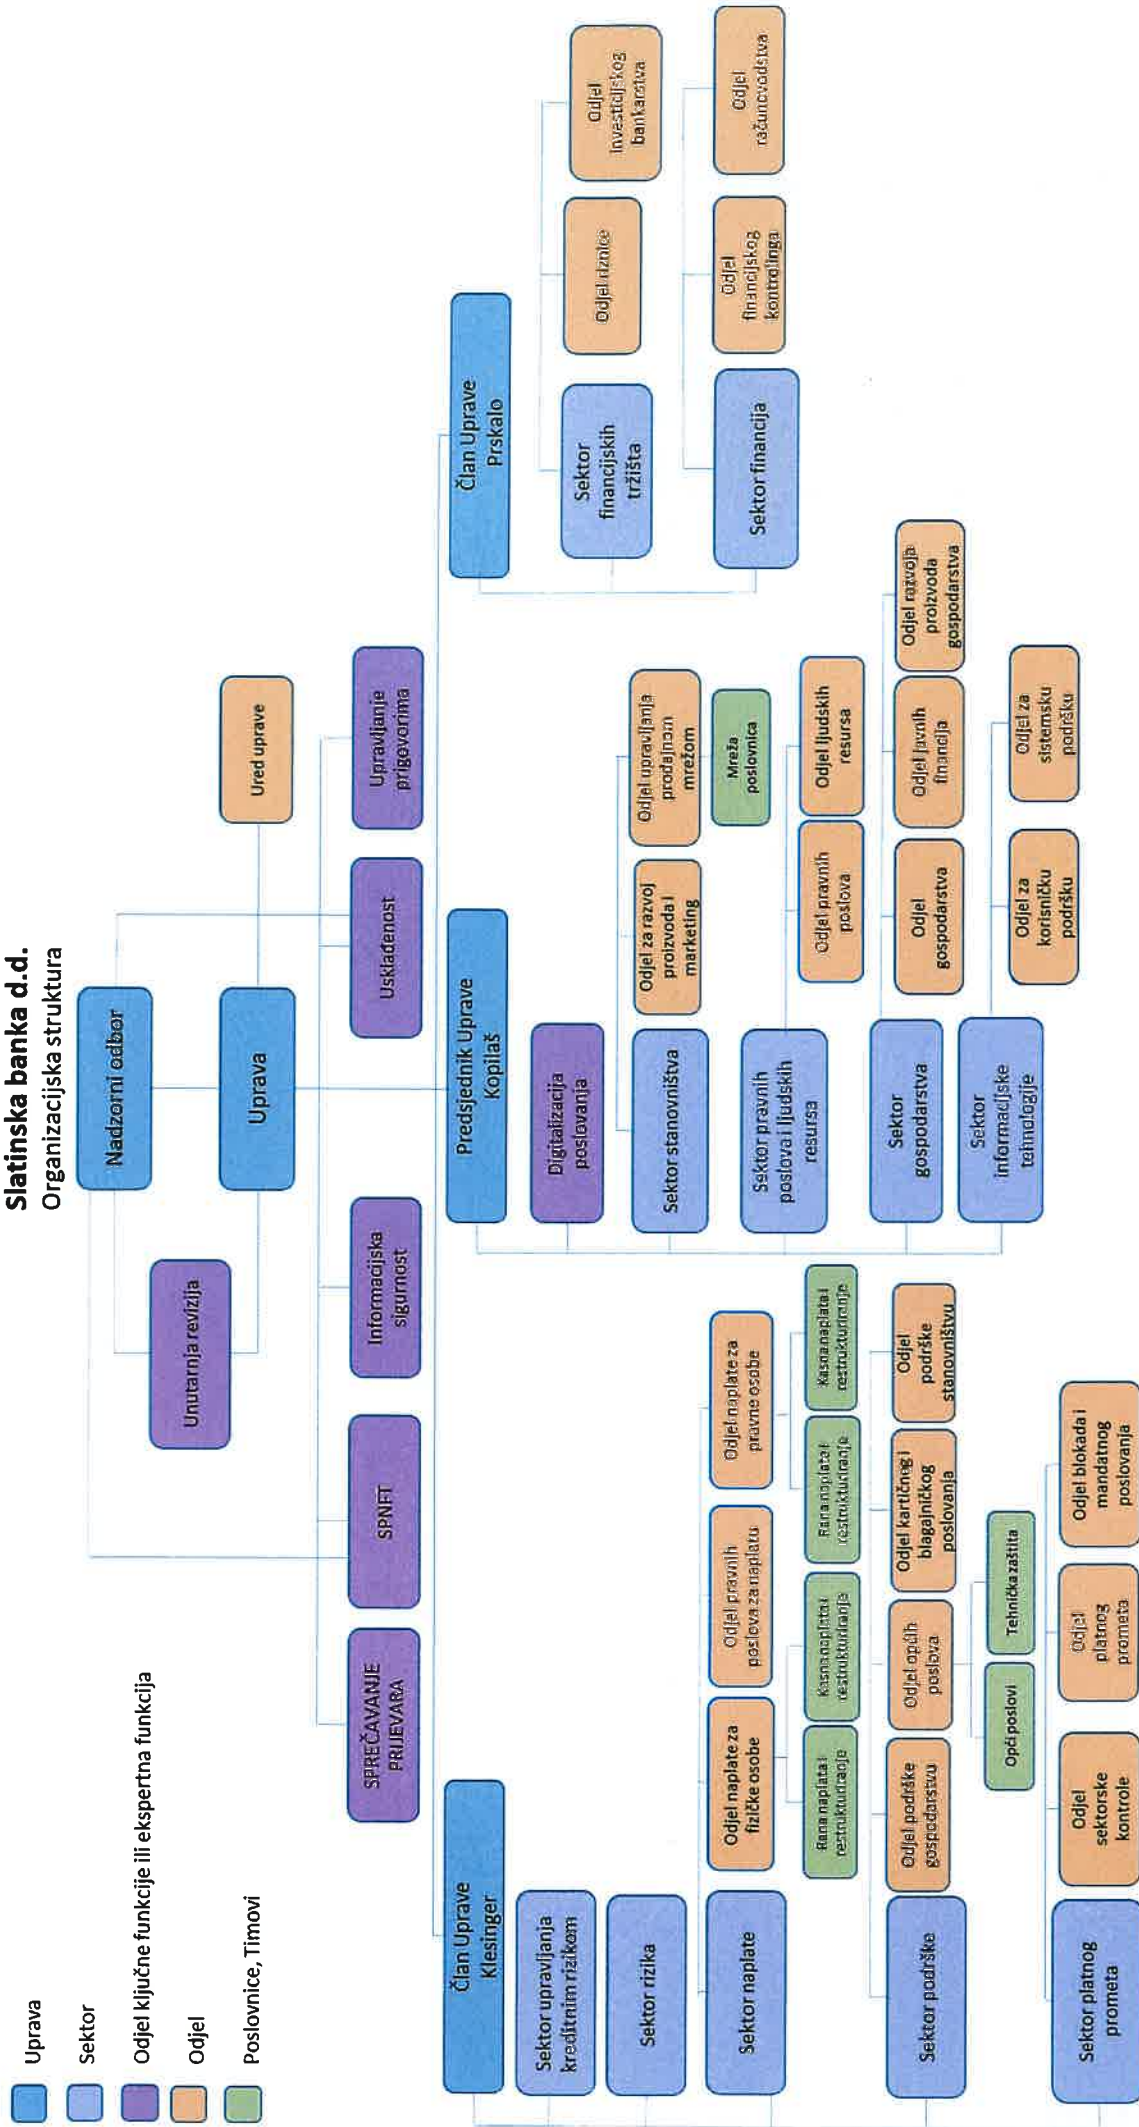 Slatinska banka d.d.
Organizacijska struktura
Uprava
Sektor
Odjel ključne funkcije ili ekspertna funkcija
Odjel
Poslovnice, Timovi
Nadzorni odbor
Unutarnja revizija
Uprava
Ured uprave
SPREČAVANJE
PRIJEVARA
SPNFT
Informacijska
sigurnost
Usklađenost
Upravljanje
prigovorima
Član Uprave
Klesinger
Predsjednik Uprave
Kopilaš
Član Uprave
Prskalo
Sektor upravljanja
kreditnim rizikom
Sektor rizika
Sektor naplate
Odjel naplate za
fizičke osobe
Odjel pravnih
poslova za naplatu
Odjel naplate za
pravne osobe
Rana naplata i
restrukturiranje
Kasna naplata i
restrukturiranje
Rana naplata i
restrukturiranje
Kasna naplata i
restrukturiranje
Sektor podrške
Odjel podrške
gospodarstvu
Odjel općih
poslova
Odjel kartičnog i
blagajničkog
poslovanja
Odjel
podrške
stanovništvu
Opći poslovi
Tehnička zaštita
Sektor platnog
prometa
Odjel
sektorske
kontrole
Odjel
platnog
prometa
Odjel blokada i
mandatnog
poslovanja
Digitalizacija
poslovanja
Sektor stanovništva
Odjel za razvoj
proizvoda i
marketing
Odjel upravljanja
prodajnom
mrežom
Mreža
poslovnica
Sektor pravnih
poslova i ljudskih
resursa
Odjel pravnih
poslova
Odjel ljudskih
resursa
Sektor
gospodarstva
Odjel
gospodarstva
Odjel javnih
financija
Odjel razvoja
proizvoda
gospodarstva
Sektor
informacijske
tehnologije
Odjel za
korisničku
podršku
Odjel za
sistemsku
podršku
Sektor
financijskih
tržišta
Odjel riznice
Odjel
investicijskog
bankarstva
Sektor financija
Odjel
financijskog
kontrolinga
Odjel
računovodstva